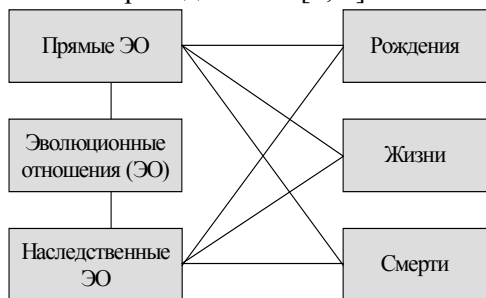 Прямые ЭО
Рождения
Эволюционные
отношения (ЭО)
Жизни
Наследственные
ЭО
Смерти